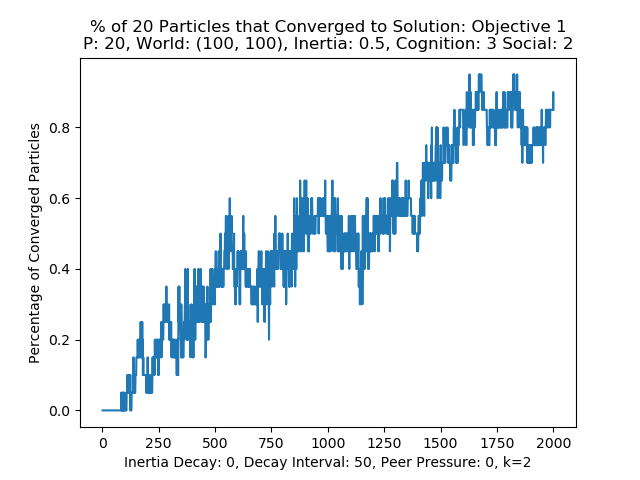 % of 20 Particles that Converged to Solution: Objective 1
P: 20, World: (100, 100), Inertia: 0.5, Cognition: 3 Social: 2
Percentage of Converged Particles
0.8
0.6
0.4
0.2
0.0
0 250 500 750 1000 1250 1500 1750 2000
Inertia Decay: 0, Decay Interval: 50, Peer Pressure: 0, k=2